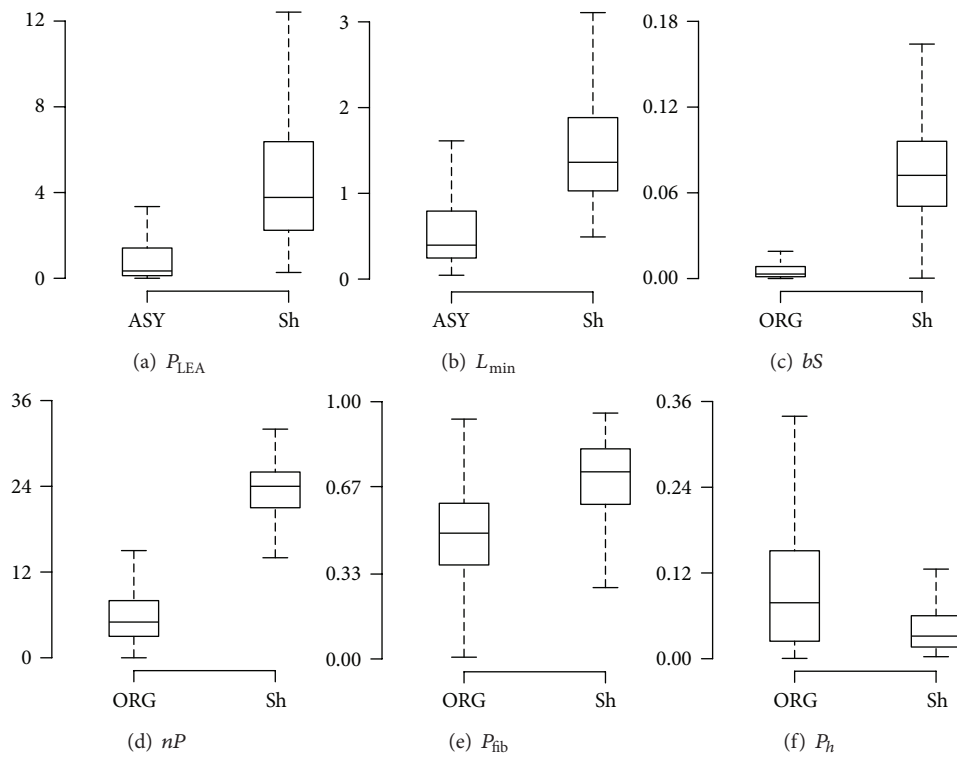 12
8
4
0
ASY
Sh
(a) P_LEA
3
2
1
0
ASY
Sh
(b) L_min
0.18
0.12
0.06
0.00
ORG
Sh
(c) bS
36
24
12
0
ORG
Sh
(d) nP
1.00
0.67
0.33
0.00
ORG
Sh
(e) P_fib
0.36
0.24
0.12
0.00
ORG
Sh
(f) P_h